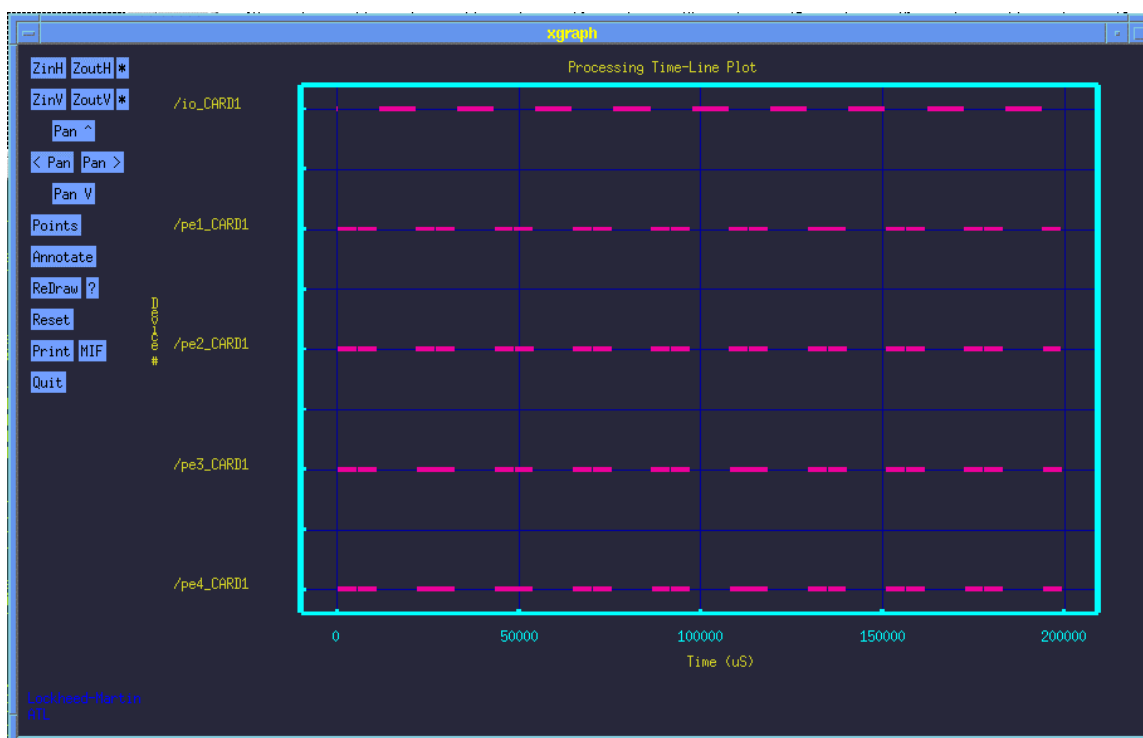 xgraph
ZinH ZoutH *
Processing Time-Line Plot
ZinV ZoutV *
/io_CARD1
Pan ^
< Pan Pan >
Pan V
Points
/pe1_CARD1
Annotate
ReDraw ?
Device #
Reset
Print MIF
/pe2_CARD1
Quit
/pe3_CARD1
/pe4_CARD1
0 50000 100000 150000 200000
Time (uS)
Lockheed-Martin
ATL